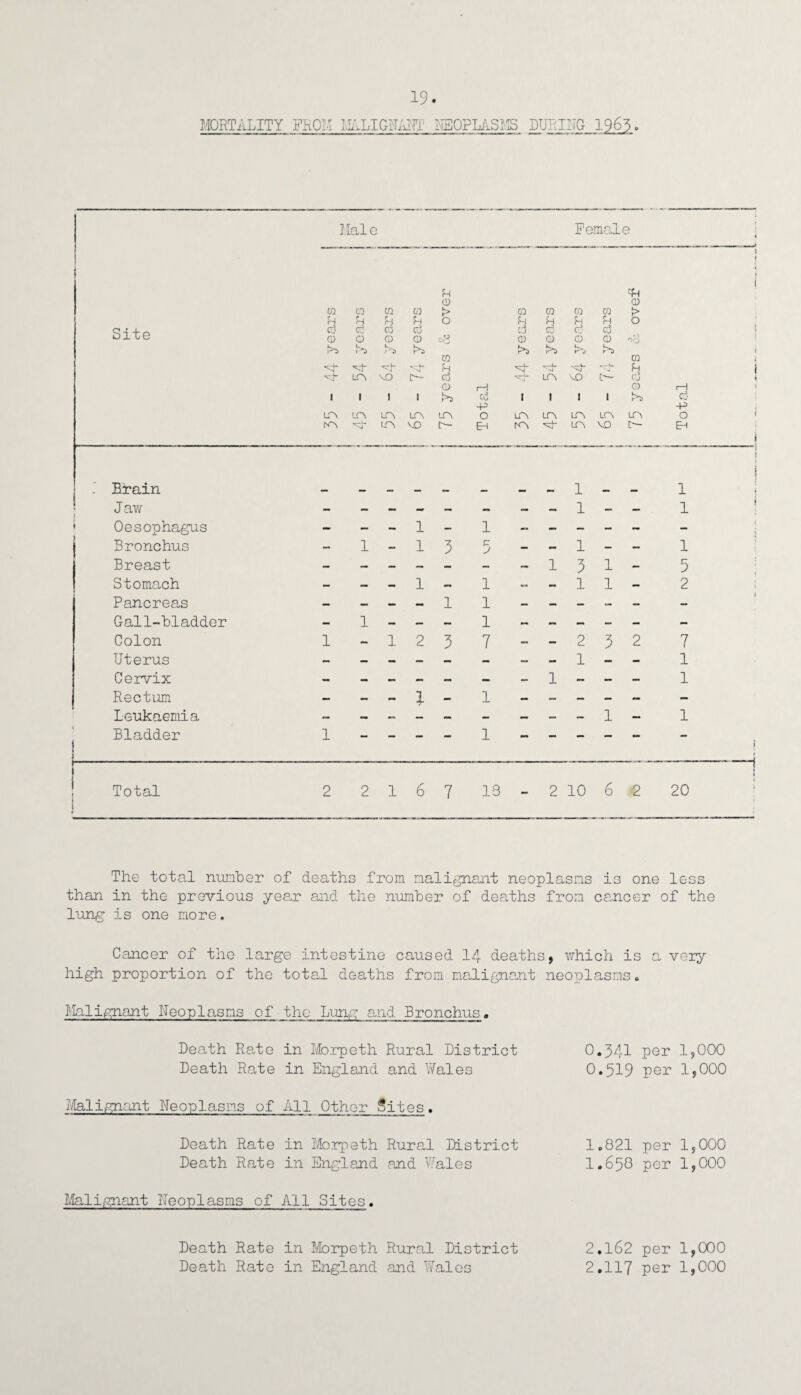 19.
MORTALITY FROM MALIGNANT NEOPLASMS DURING 1963.
Male Female
Site 35 - 44 years 45 - 54 years 55 - 64 years 65 - 74 years 75 years & over Total 35 - 44 years 45 - 54 years 55 - 64 years 65 - 74 years 75 years & over Total
Brain - - - - - - - - 1 - - 1
Jaw - - - - - - - - 1 - - 1
Oesophagus - - - 1 - 1 - - - - - -
Bronchus - 1 - 1 3 5 - - 1 - - 1
Breast - - - - - - - 1 3 1 - 5
Stomach - - - 1 - 1 - - 1 1 - 2
Pancreas - - - - 1 1 - - - - - -
Gall-bladder - 1 - - - 1 - - - - - -
Colon 1 - 1 2 3 7 - - 2 3 2 7
Uterus - - - - - - - - 1 - - 1
Cervix - - - - - - - 1 - - - 1
Rectum - - - 1 - 1 - - - - - -
Leukaemia - - - - - - - - - 1 - 1
Bladder 1 - - - - 1 - - - - - -
Total 2 2 1 6 7 18 - 2 10 6 2 20
The total number of deaths from malignant neoplasms is one less
than in the previous year and the number of deaths from cancer of the
lung is one more.
Cancer of the large intestine caused 14 deaths, which is a very
high proportion of the total deaths from malignant neoplasms.
Malignant Neoplasms of the Lung and Bronchus.
Death Rate in Morpeth Rural District 0.341 per 1,000
Death Rate in England and Wales 0.519 per 1,000
Malignant Neoplasms of All Other Sites.
Death Rate in Morpeth Rural District 1.821 per 1,000
Death Rate in England and Wales 1.658 per 1,000
Malignant Neoplasms of All Sites.
Death Rate in Morpeth Rural District 2.162 per 1,000
Death Rate in England and Wales 2.117 per 1,000